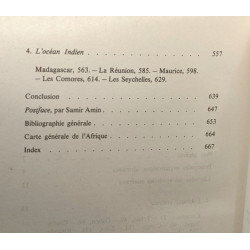 4. L'océan Indien 557
Madagascar, 563. — La Réunion, 585. — Maurice, 598.
— Les Comores, 614. — Les Seychelles, 629.
Conclusion 639
Postface, par Samir Amin 647
Bibliographie générale 653
Carte générale de l'Afrique 664
Index 667